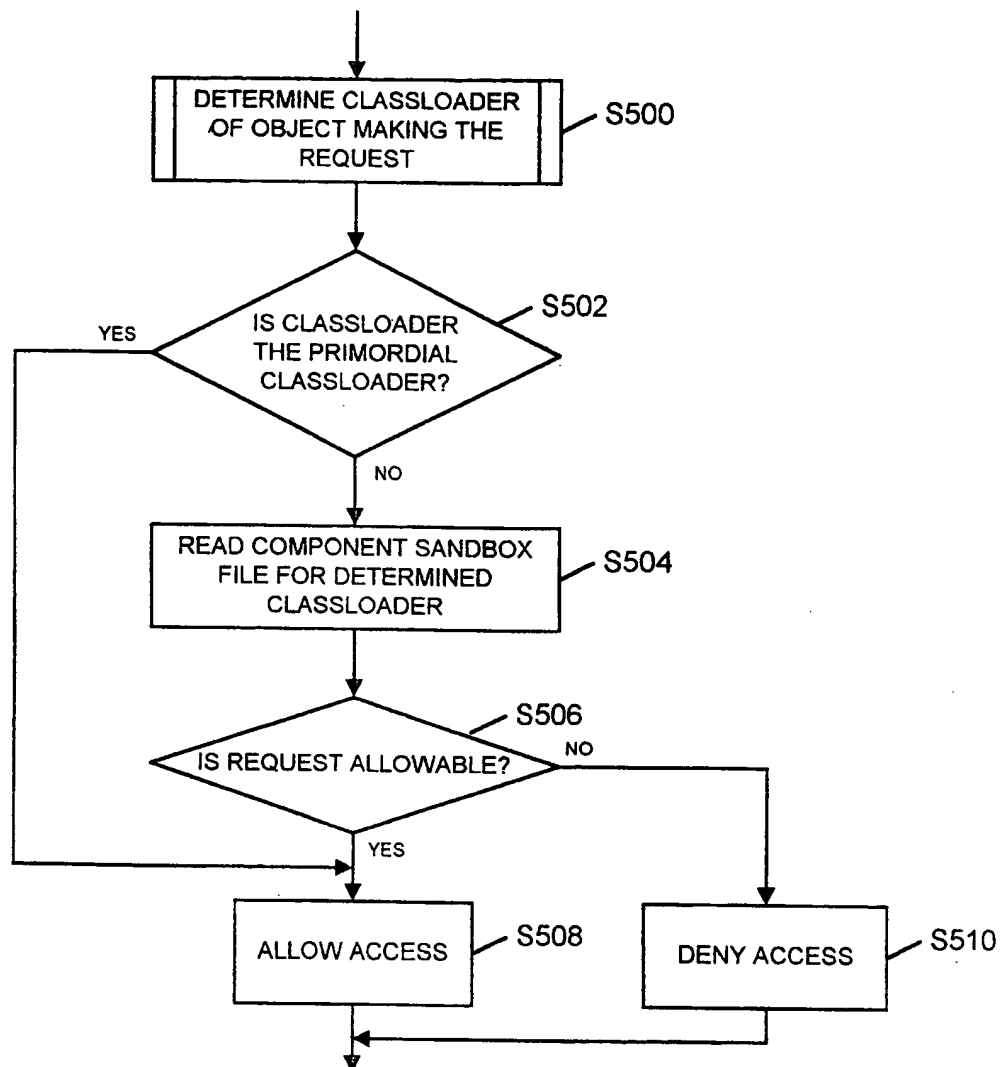 DETERMINE CLASSLOADER
OF OBJECT MAKING THE
REQUEST
S500
S502
YES
IS CLASSLOADER
THE PRIMORDIAL
CLASSLOADER?
NO
READ COMPONENT SANDBOX
FILE FOR DETERMINED
CLASSLOADER
S504
S506
NO
IS REQUEST ALLOWABLE?
YES
ALLOW ACCESS
S508
DENY ACCESS
S510